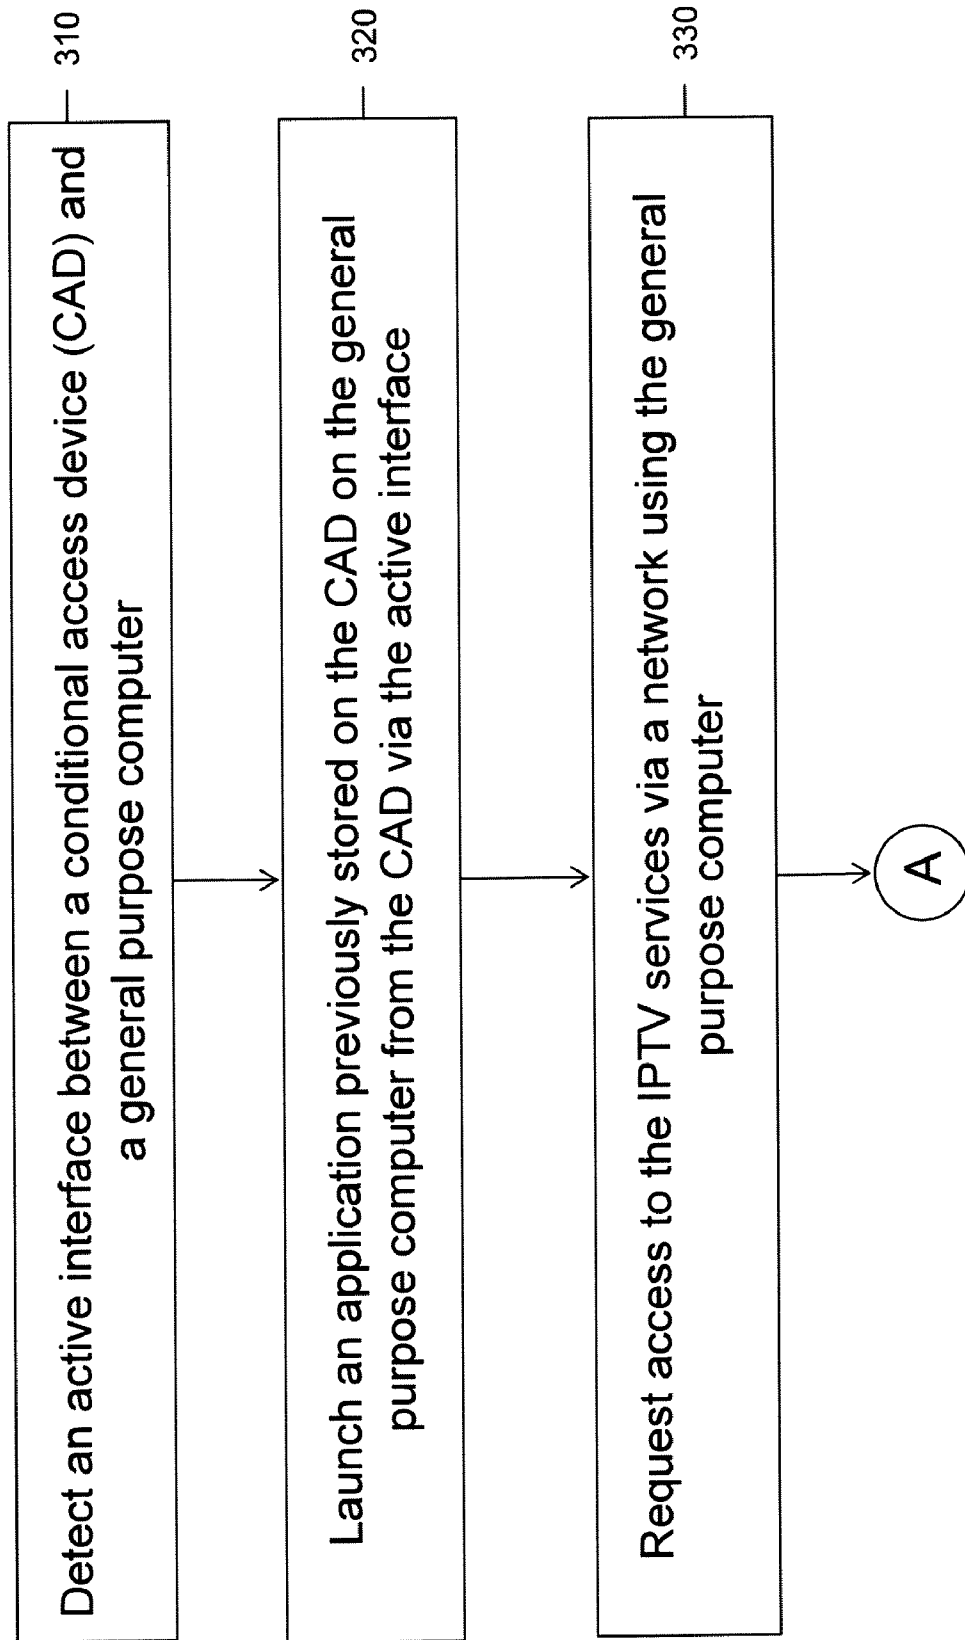 Detect an active interface between a conditional access device (CAD) and
a general purpose computer
310
Launch an application previously stored on the CAD on the general
purpose computer from the CAD via the active interface
320
Request access to the IPTV services via a network using the general
purpose computer
330
A